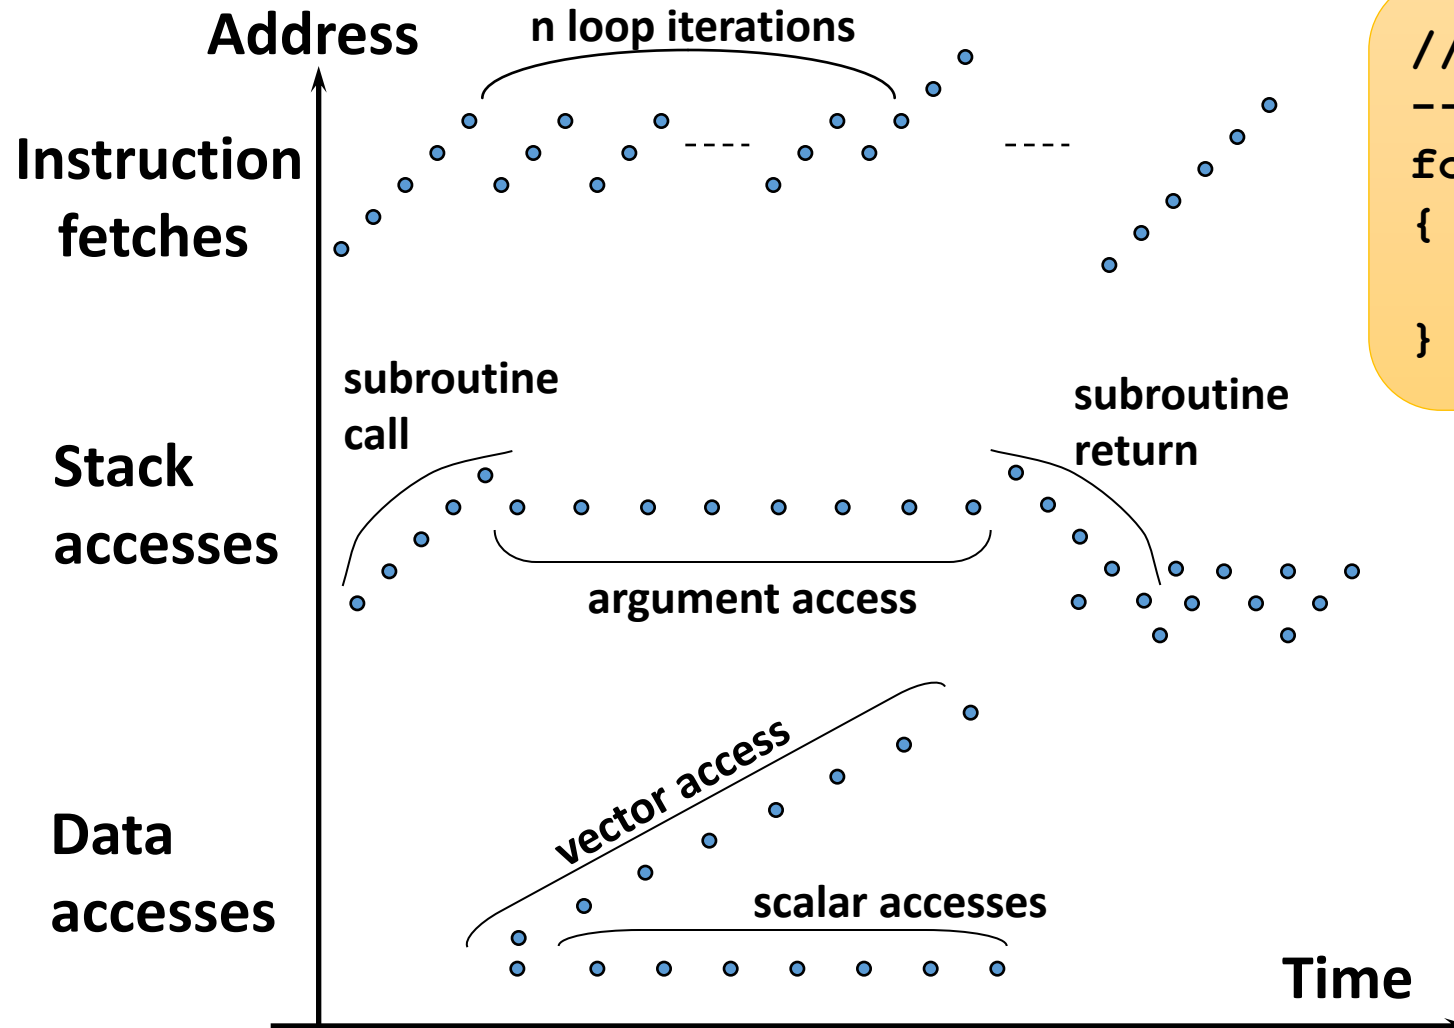 Address
n loop iterations
Instruction
fetches
//
--
{
}
subroutine
call
subroutine
return
Stack
accesses
argument access
vector access
Data
accesses
scalar accesses
Time